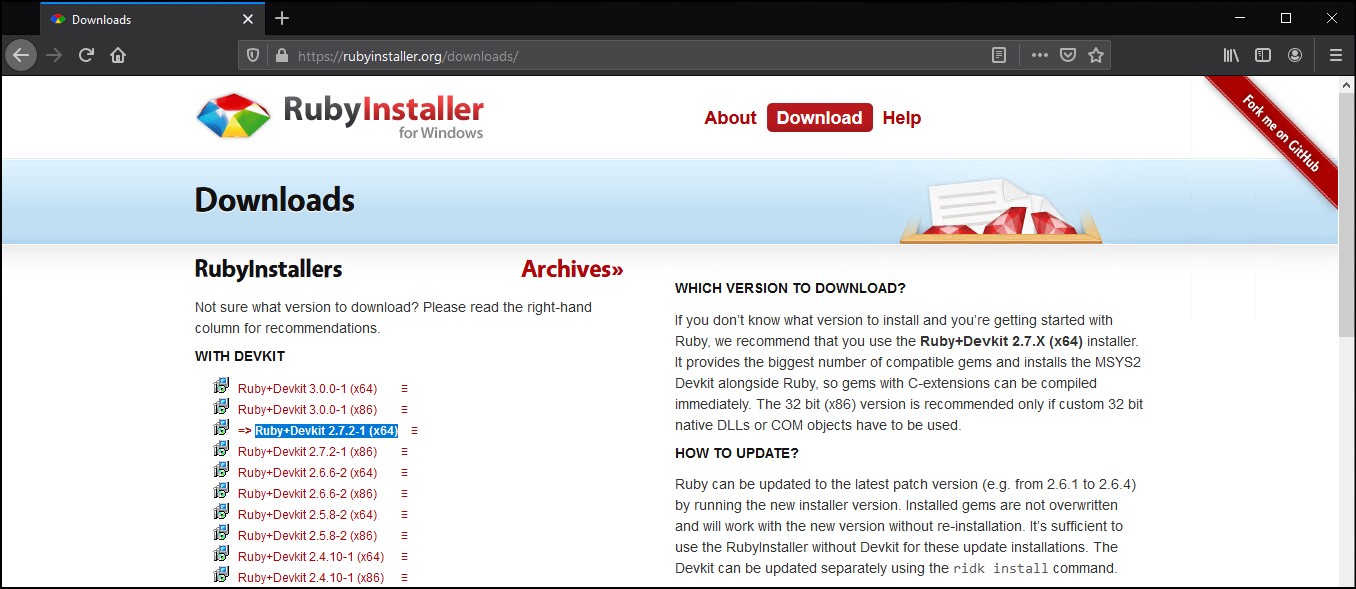 Downloads
https://rubyinstaller.org/downloads/
RubyInstaller
for Windows
About Download Help
Fork me on GitHub
Downloads
RubyInstallers
Archives»
Not sure what version to download? Please read the right-hand
column for recommendations.
WITH DEVKIT
Ruby+Devkit 3.0.0-1 (x64)
Ruby+Devkit 3.0.0-1 (x86)
=> Ruby+Devkit 2.7.2-1 (x64)
Ruby+Devkit 2.7.2-1 (x86)
Ruby+Devkit 2.6.6-2 (x64)
Ruby+Devkit 2.6.6-2 (x86)
Ruby+Devkit 2.5.8-2 (x64)
Ruby+Devkit 2.5.8-2 (x86)
Ruby+Devkit 2.4.10-1 (x64)
Ruby+Devkit 2.4.10-1 (x86)
WHICH VERSION TO DOWNLOAD?
If you don’t know what version to install and you’re getting started with
Ruby, we recommend that you use the Ruby+Devkit 2.7.X (x64) installer.
It provides the biggest number of compatible gems and installs the MSYS2
Devkit alongside Ruby, so gems with C-extensions can be compiled
immediately. The 32 bit (x86) version is recommended only if custom 32 bit
native DLLs or COM objects have to be used.
HOW TO UPDATE?
Ruby can be updated to the latest patch version (e.g. from 2.6.1 to 2.6.4)
by running the new installer version. Installed gems are not overwritten
and will work with the new version without re-installation. It’s sufficient to
use the RubyInstaller without Devkit for these update installations. The
Devkit can be updated separately using the ridk install command.